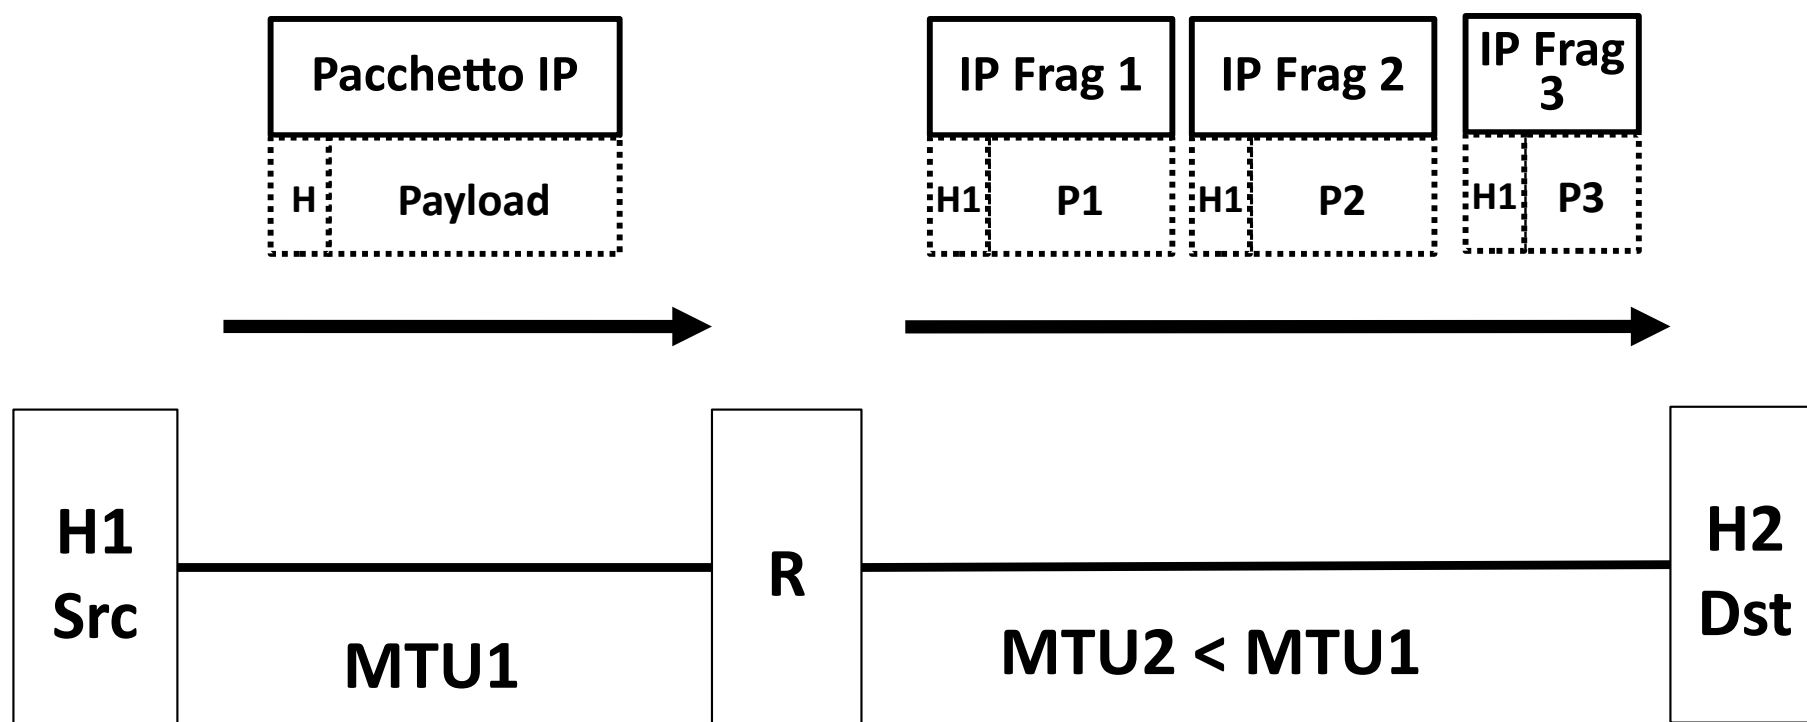 Pacchetto IP
H
Payload
IP Frag 1
H1
P1
IP Frag 2
H1
P2
IP Frag
3
H1
P3
H1
Src
MTU1
R
MTU2 < MTU1
H2
Dst